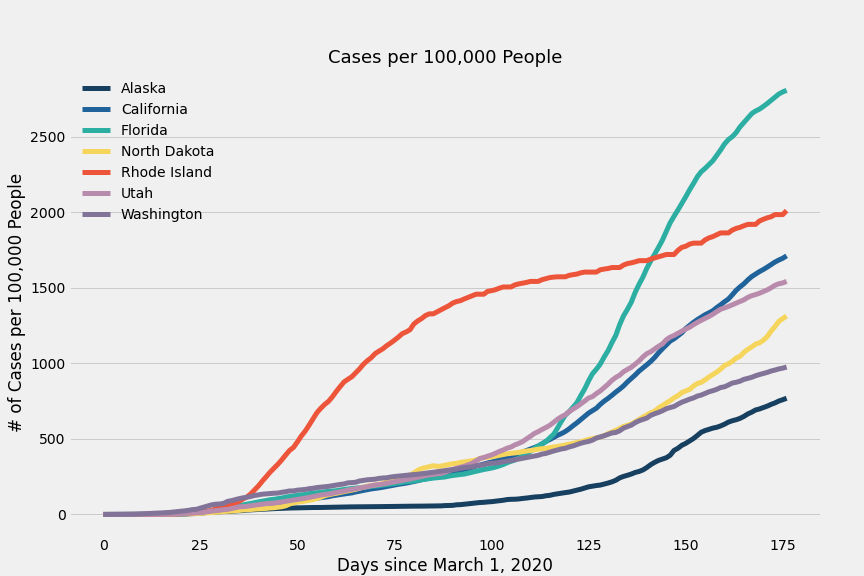 Cases per 100,000 People
Alaska
California
Florida
North Dakota
Rhode Island
Utah
Washington
# of Cases per 100,000 People
2500
2000
1500
1000
500
0
0 25 50 75 100 125 150 175
Days since March 1, 2020